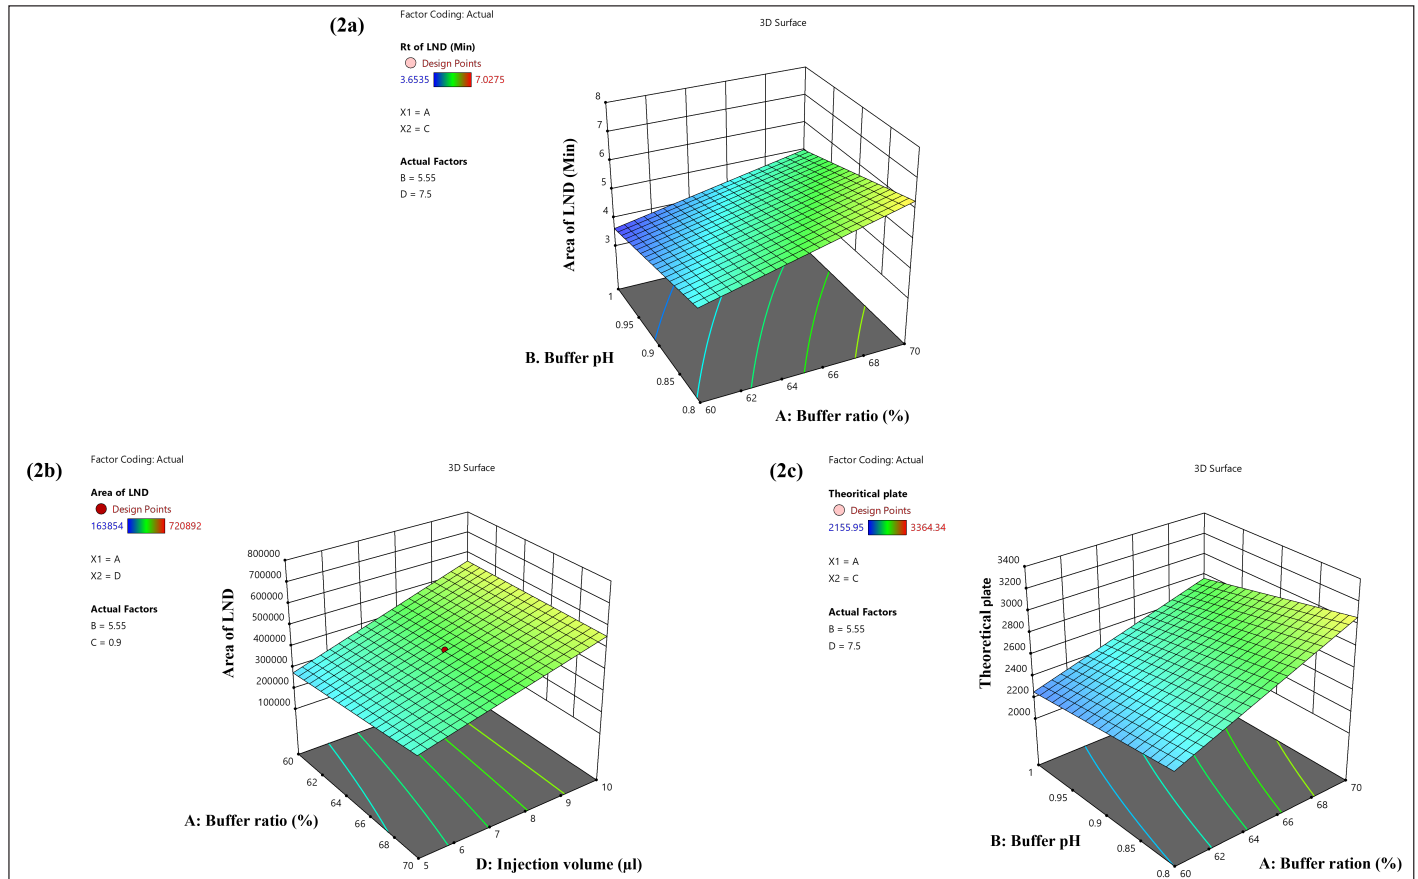 (2a)
Factor Coding: Actual
3D Surface
Rt of LND (Min)
Design Points
3.6535 7.0275
X1 = A
X2 = C
Actual Factors
B = 5.55
D = 7.5
Area of LND (Min)
8
7
6
5
4
3
1
0.95
0.9
0.85
0.8
B. Buffer pH
60
62
64
66
68
70
A: Buffer ratio (%)
(2b)
Factor Coding: Actual
3D Surface
Area of LND
Design Points
163854 720892
X1 = A
X2 = D
Actual Factors
B = 5.55
C = 0.9
Area of LND
800000
700000
600000
500000
400000
300000
200000
100000
60
62
64
66
68
70
A: Buffer ratio (%)
5
6
7
8
9
10
D: Injection volume (µl)
(2c)
Factor Coding: Actual
3D Surface
Theoritical plate
Design Points
2155.95 3364.34
X1 = A
X2 = C
Actual Factors
B = 5.55
D = 7.5
Theoretical plate
3400
3200
3000
2800
2600
2400
2200
2000
1
0.95
0.9
0.85
0.8
B: Buffer pH
60
62
64
66
68
70
A: Buffer ration (%)